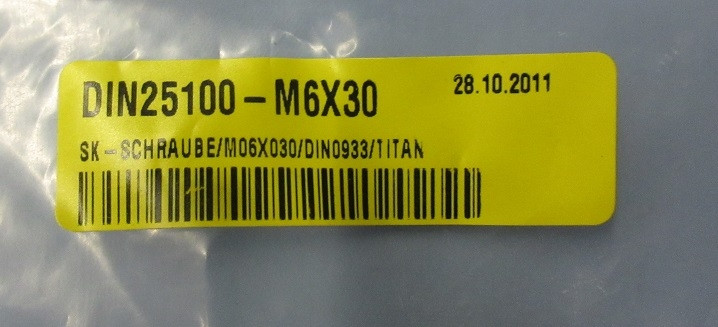 DIN25100-M6X30
28.10.2011
SK-SCHRAUBE/M06X030/DIN0933/TITAN